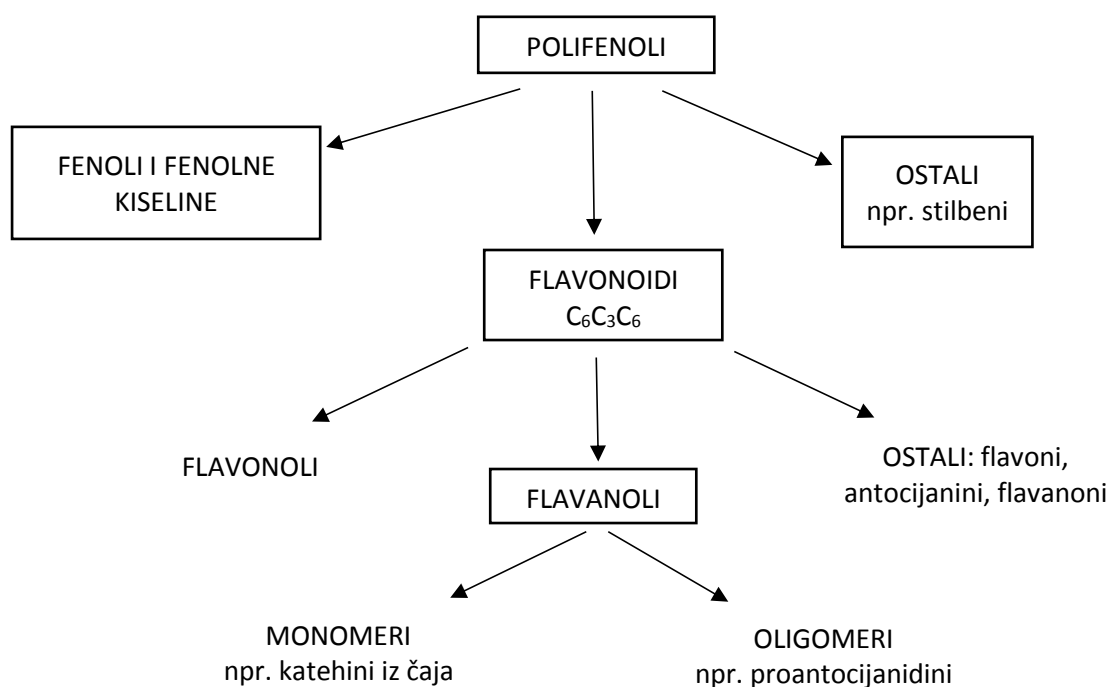 POLIFENOLI
FENOLI I FENOLNE
KISELINE
OSTALI
npr. stilbeni
FLAVONOIDI
C₆C₃C₆
FLAVONOLI
OSTALI: flavoni,
antocijanini, flavanoni
FLAVANOLI
MONOMERI
npr. katehini iz čaja
OLIGOMERI
npr. proantocijanidini